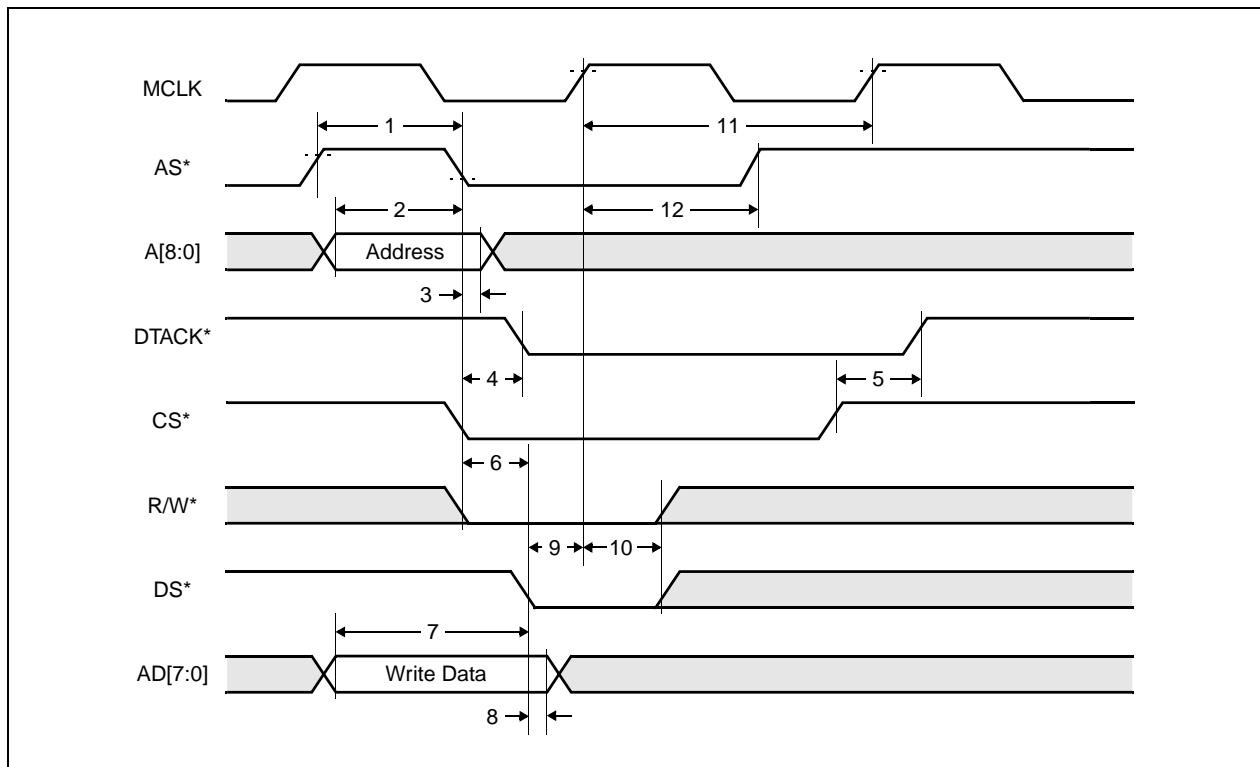 MCLK
1
11
AS*
2
12
A[8:0]
Address
3
DTACK*
4
5
CS*
6
R/W*
9
10
DS*
7
AD[7:0]
Write Data
8